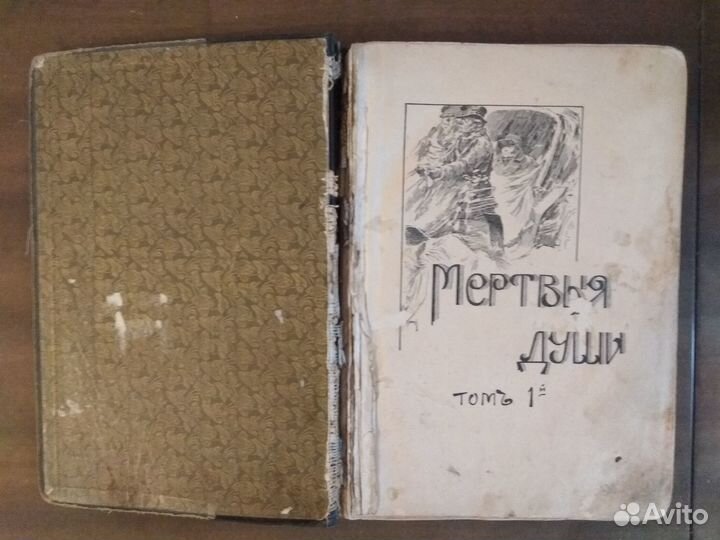 Мертвыя
души
томъ 1й
Avito